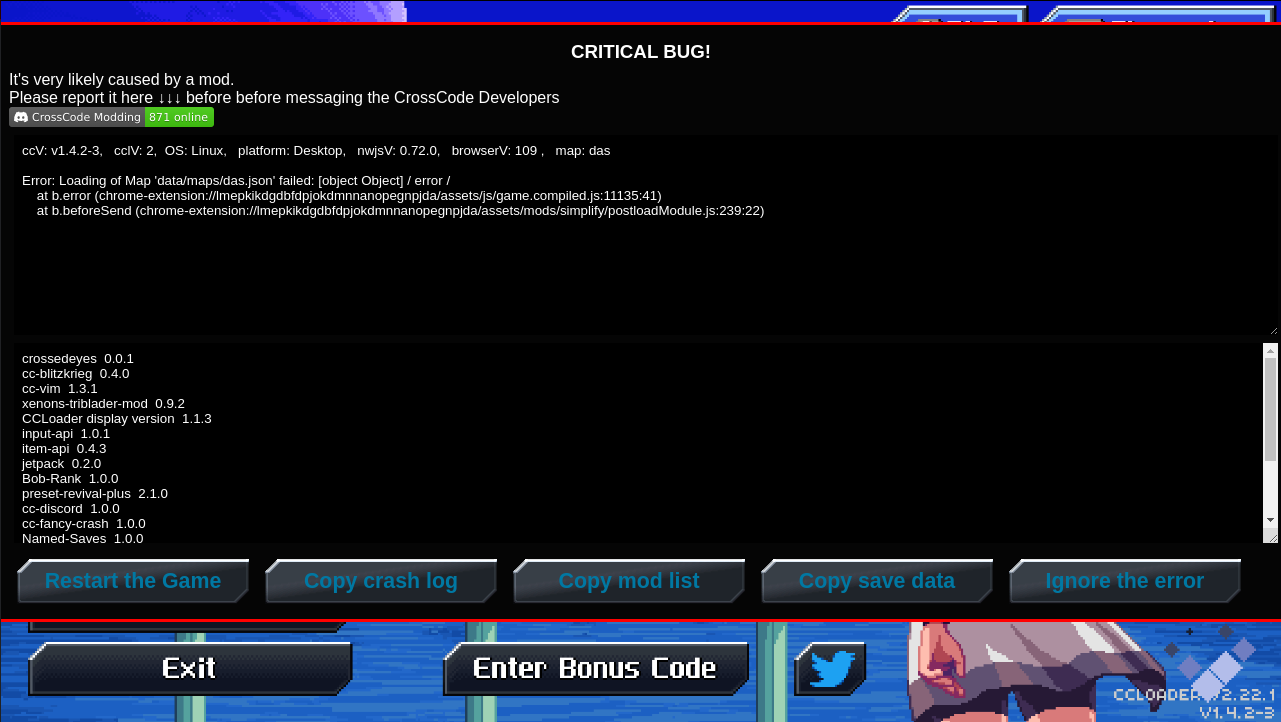 CRITICAL BUG!
It's very likely caused by a mod.
Please report it here ↓↓↓ before before messaging the CrossCode Developers
CrossCode Modding 871 online
ccV: v1.4.2-3, cclV: 2, OS: Linux, platform: Desktop, nwjsV: 0.72.0, browserV: 109 , map: das
Error: Loading of Map 'data/maps/das.json' failed: [object Object] / error /
at b.error (chrome-extension://lmepkikdgdbfdpjokdmnnanopegnpjda/assets/js/game.compiled.js:11135:41)
at b.beforeSend (chrome-extension://lmepkikdgdbfdpjokdmnnanopegnpjda/assets/mods/simplify/postloadModule.js:239:22)
crossedeyes 0.0.1
cc-blitzkrieg 0.4.0
cc-vim 1.3.1
xenons-triblader-mod 0.9.2
CCLoader display version 1.1.3
input-api 1.0.1
item-api 0.4.3
jetpack 0.2.0
Bob-Rank 1.0.0
preset-revival-plus 2.1.0
cc-discord 1.0.0
cc-fancy-crash 1.0.0
Named-Saves 1.0.0
Restart the Game
Copy crash log
Copy mod list
Copy save data
Ignore the error
Exit
Enter Bonus Code
CCLOADER V2.22.1
V1.4.2-3